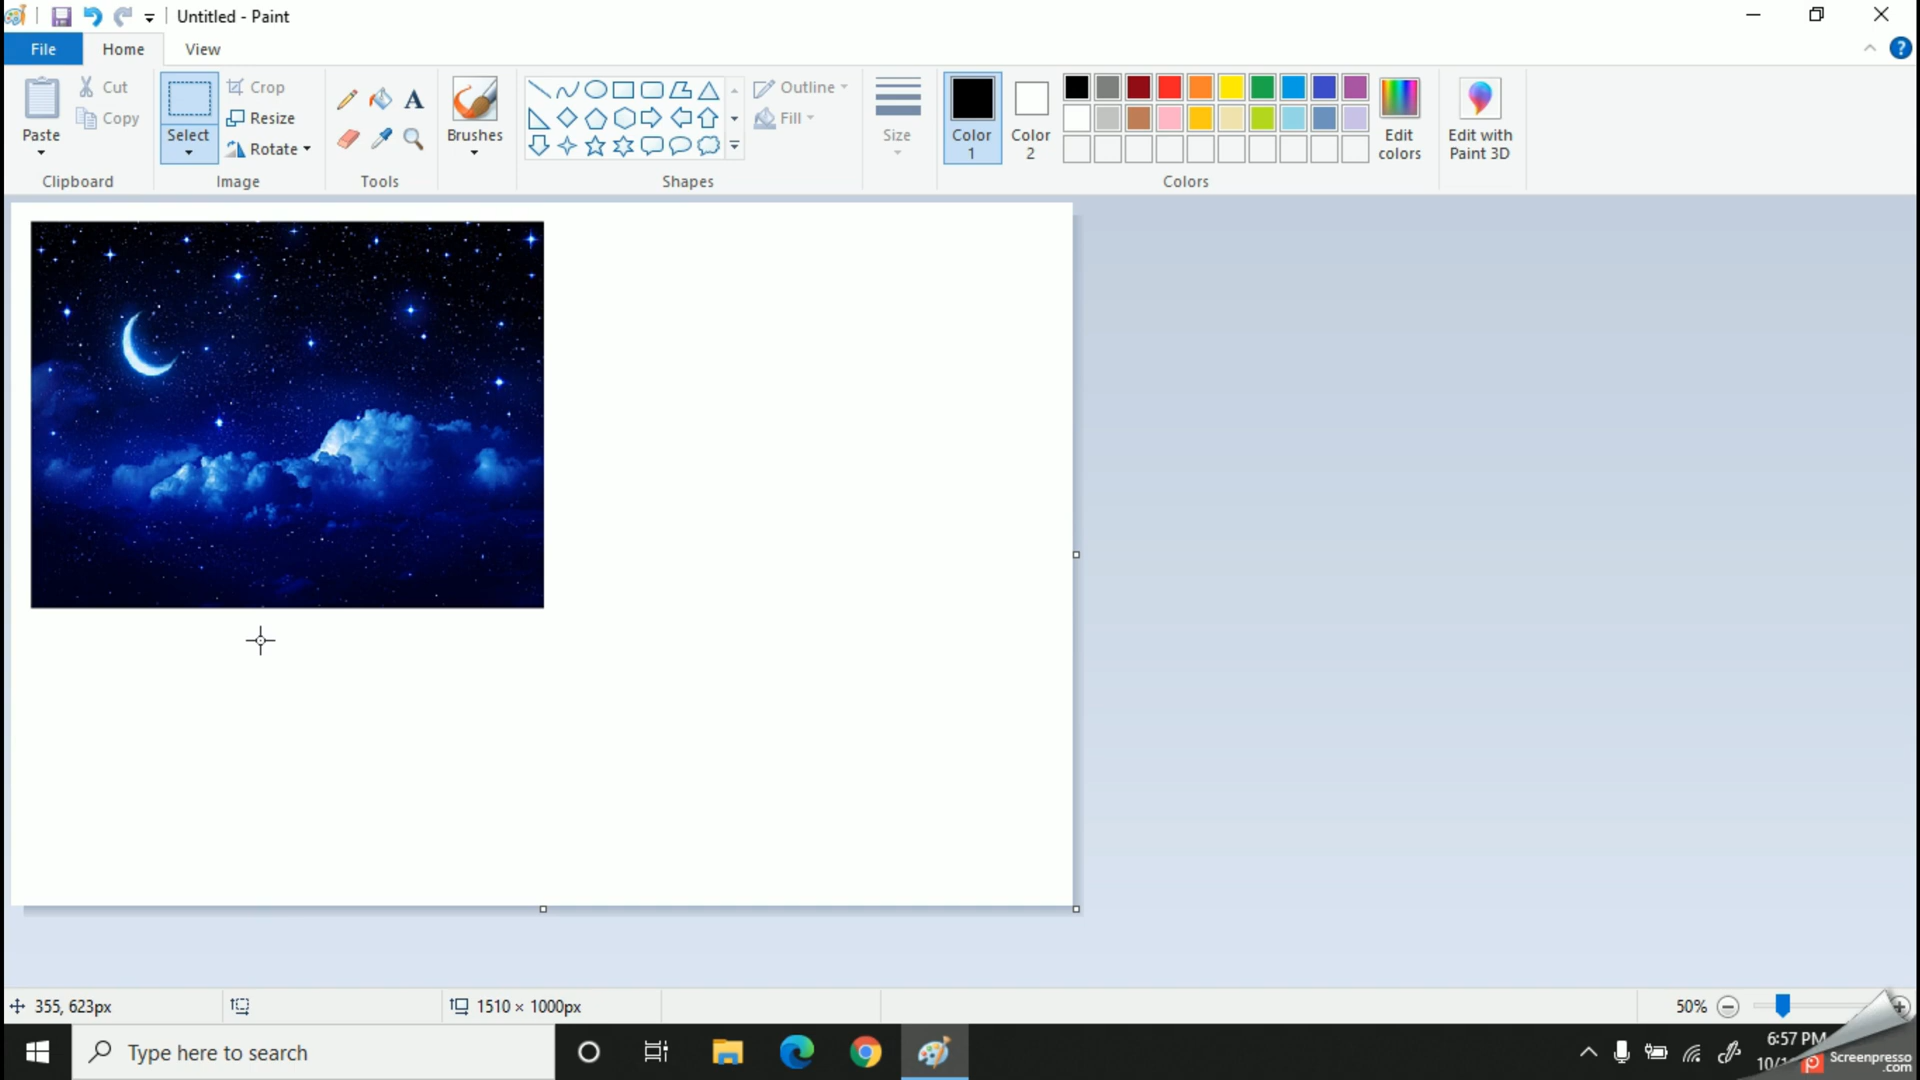 Untitled - Paint
File Home View
Paste
Cut
Copy
Clipboard
Select
Crop
Resize
Rotate
Image
A
Tools
Brushes
Shapes
Outline
Fill
Size
Color 1
Color 2
Edit colors
Colors
Edit with Paint 3D
355, 623px
1510 × 1000px
50%
Type here to search
6:57 PM
Screenpresso
.com